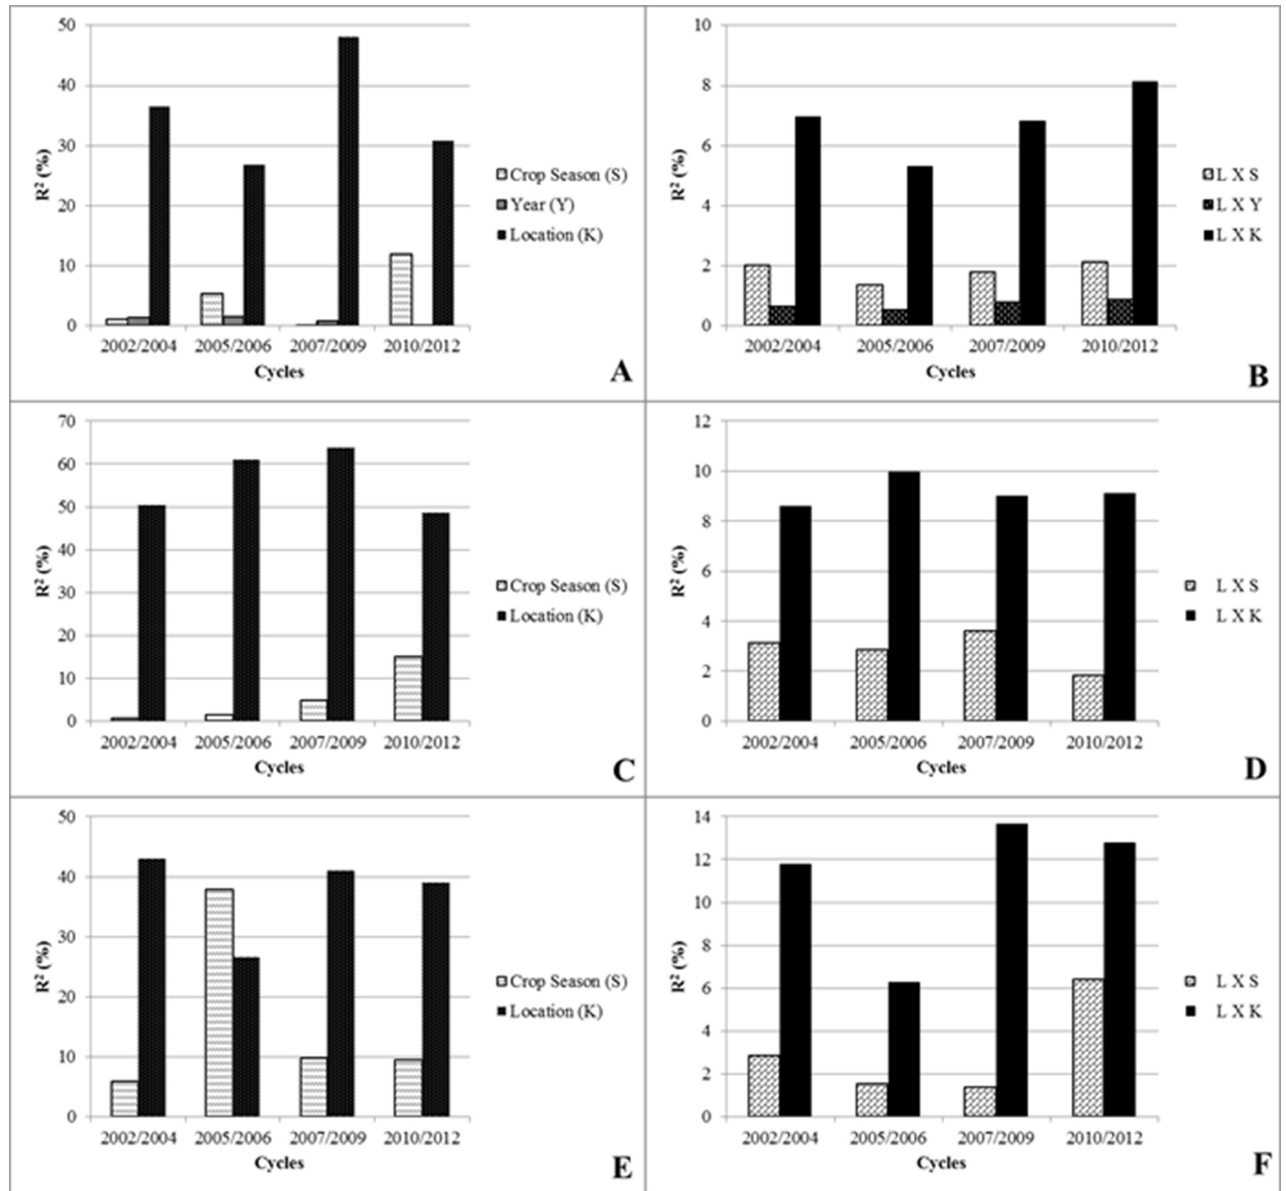 50
40
30
20
10
0
R² (%)
2002/2004 2005/2006 2007/2009 2010/2012
Cycles
Crop Season (S)
Year (Y)
Location (K)
A
10
8
6
4
2
0
R² (%)
2002/2004 2005/2006 2007/2009 2010/2012
Cycles
L X S
L X Y
L X K
B
70
60
50
40
30
20
10
0
R² (%)
2002/2004 2005/2006 2007/2009 2010/2012
Cycles
Crop Season (S)
Location (K)
C
12
10
8
6
4
2
0
R² (%)
2002/2004 2005/2006 2007/2009 2010/2012
Cycles
L X S
L X K
D
50
40
30
20
10
0
R² (%)
2002/2004 2005/2006 2007/2009 2010/2012
Cycles
Crop Season (S)
Location (K)
E
14
12
10
8
6
4
2
0
R² (%)
2002/2004 2005/2006 2007/2009 2010/2012
Cycles
L X S
L X K
F